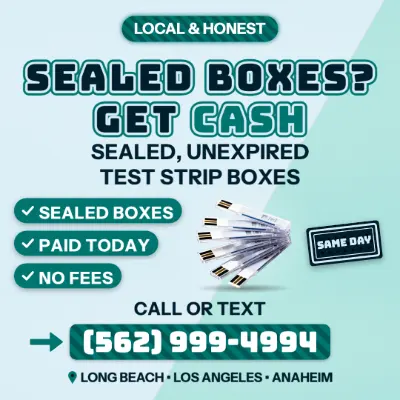 LOCAL & HONEST
SEALED BOXES?
GET CASH
SEALED, UNEXPIRED
TEST STRIP BOXES
SEALED BOXES
PAID TODAY
NO FEES
SAME DAY
CALL OR TEXT
(562) 999-4994
LONG BEACH • LOS ANGELES • ANAHEIM